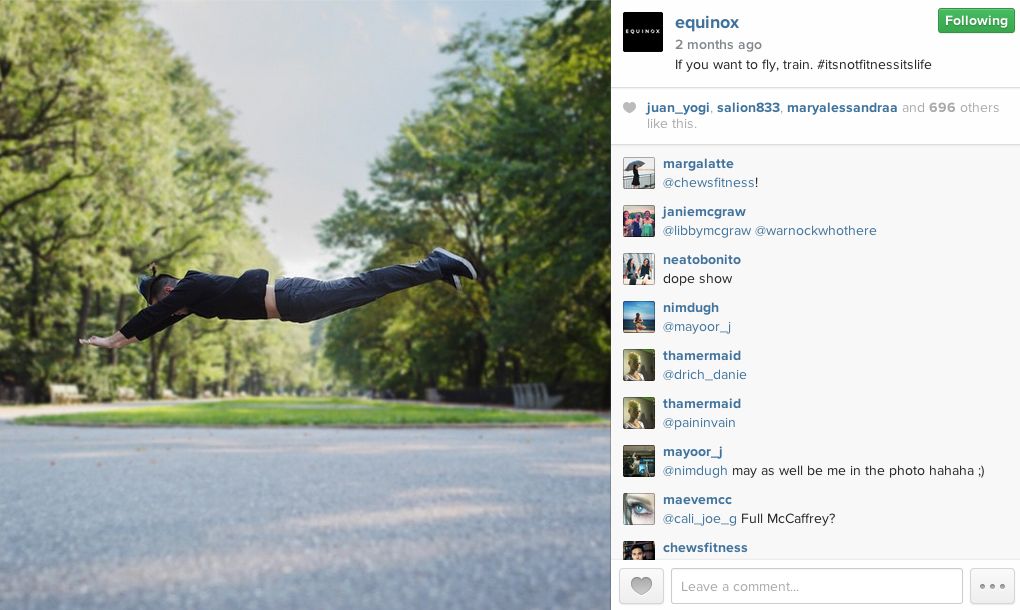 EQUINOX
equinox
Following
2 months ago
If you want to fly, train. #itsnotfitnessitslife
juan_yogi, salion833, maryalessandraa and 696 others
like this.
margalatte
@chewsfitness!
janiemcgraw
@libbymcgraw @warnockwhothere
neatobonito
dope show
nimdugh
@mayoor_j
thamermaid
@drich_danie
thamermaid
@paininvain
mayoor_j
@nimdugh may as well be me in the photo hahaha ;)
maevemcc
@cali_joe_g Full McCaffrey?
chewsfitness
Leave a comment...